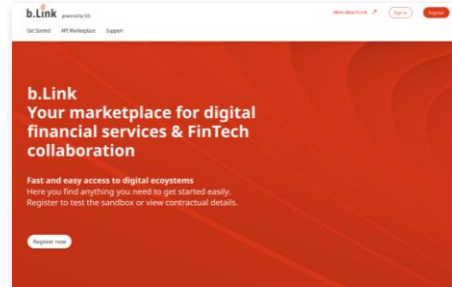 b.Link powered by SIX
More about b.Link
Sign in
Register
Get Started API Marketplace Support
b.Link
Your marketplace for digital
financial services & FinTech
collaboration
Fast and easy access to digital ecoystems
Here you find anything you need to get started easily.
Register to test the sandbox or view contractual details.
Register now